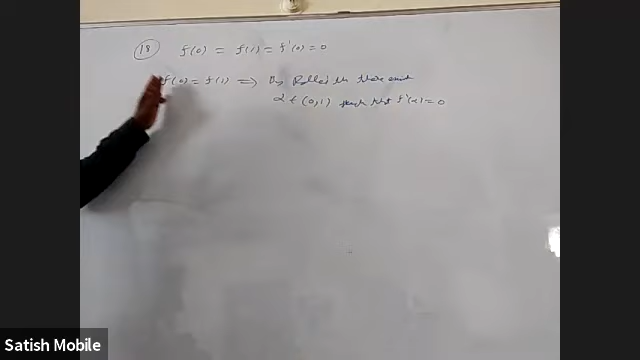 18 f(0) = f(1) = f'(0) = 0
f(0) = f(1) ⟹ By Rolle's th there exist
α ∈ (0,1) such that f'(α) = 0
Satish Mobile